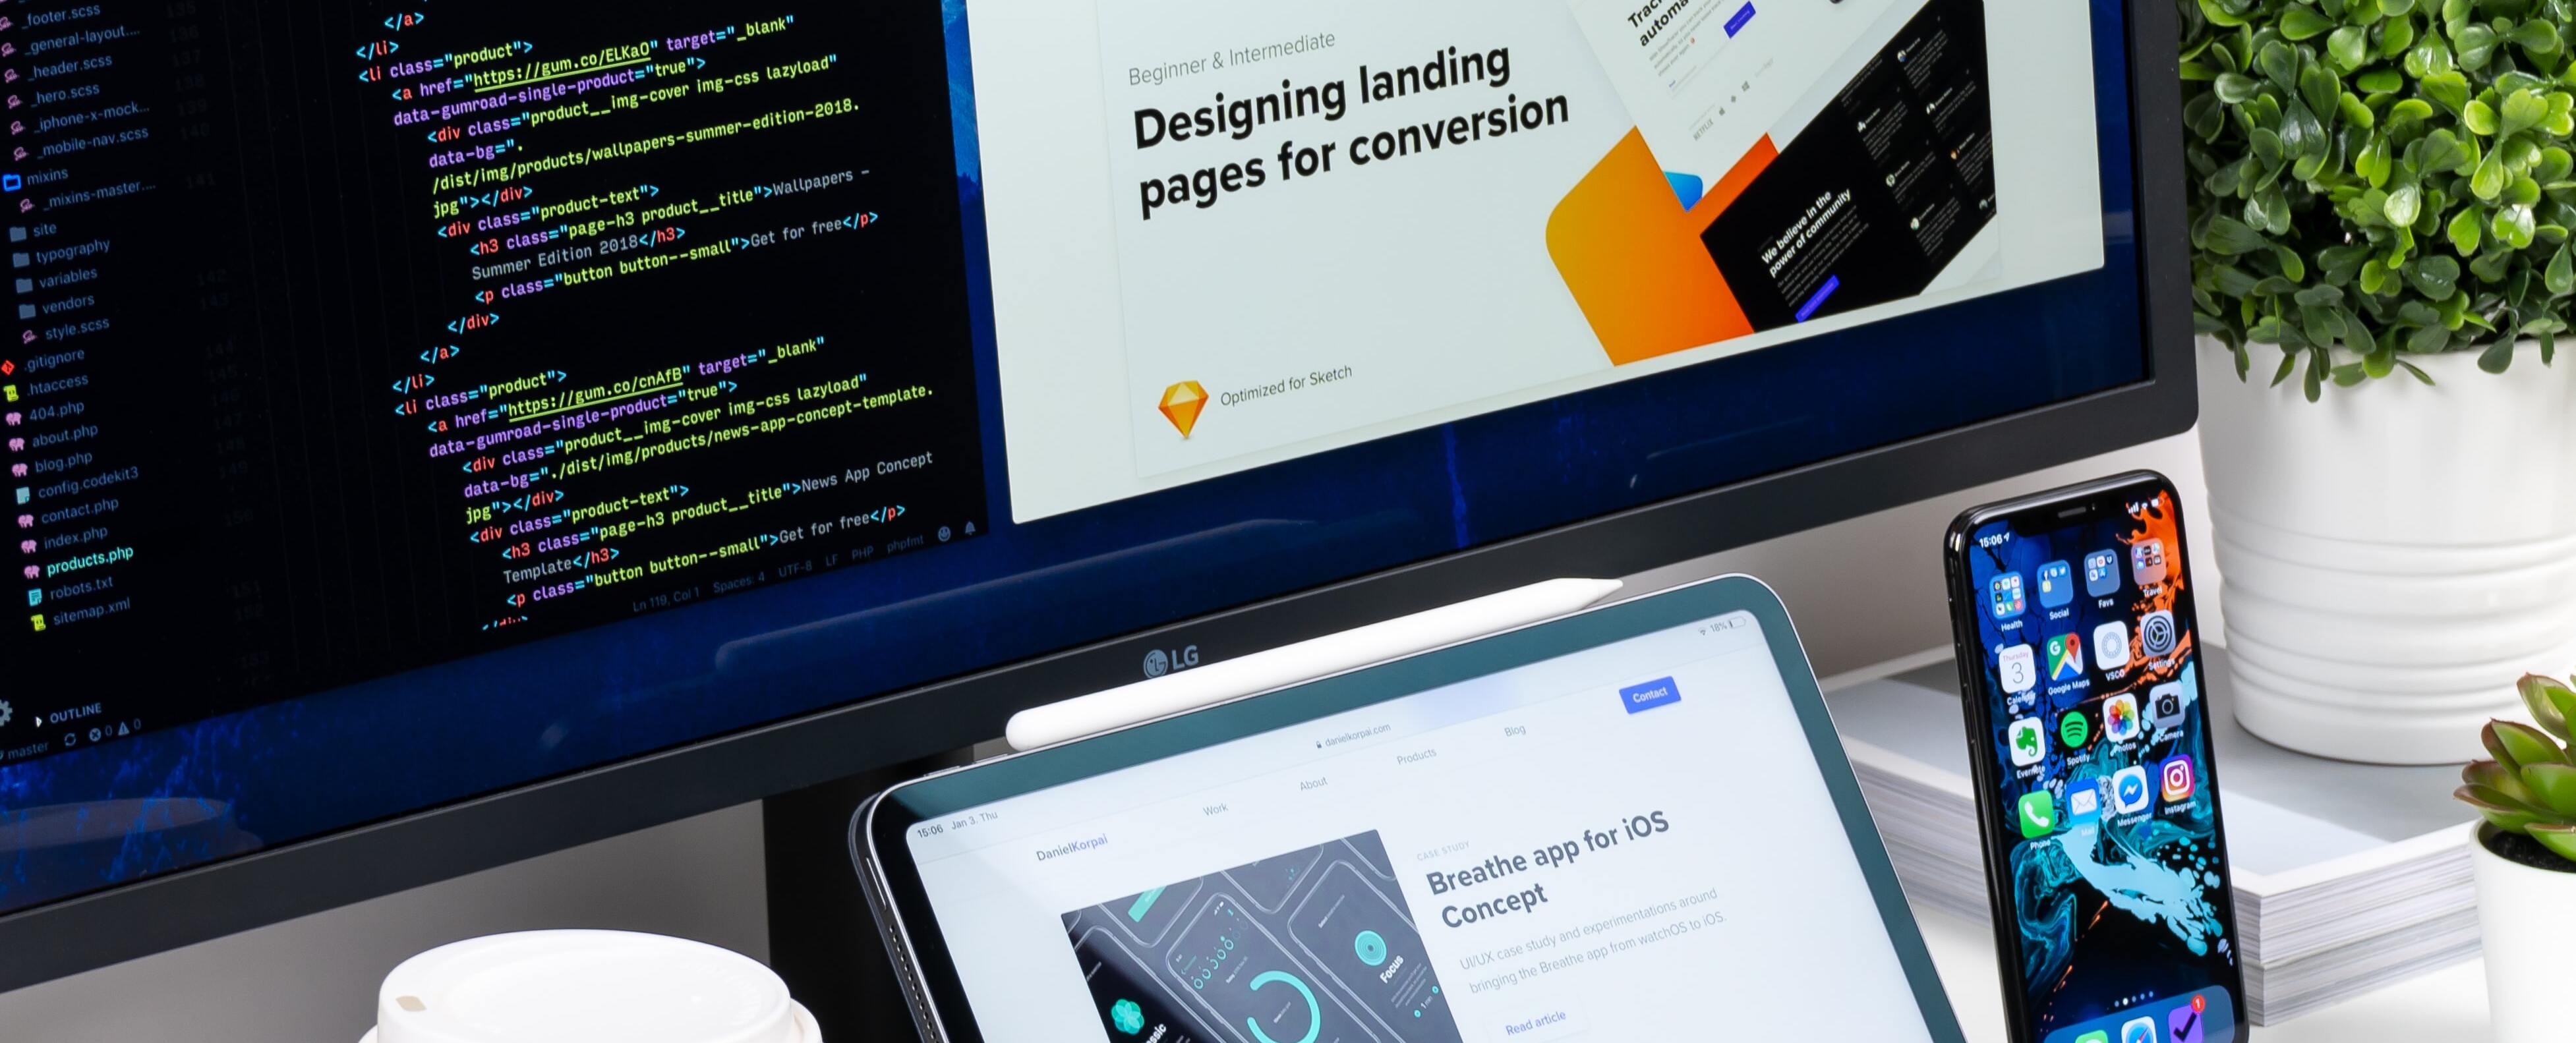 _footer.scss
_general-layout....
_header.scss
_hero.scss
_iphone-x-mock...
_mobile-nav.scss
mixins
_mixins-master....
site
typography
variables
vendors
style.scss
.gitignore
.htaccess
404.php
about.php
blog.php
config.codekit3
contact.php
index.php
products.php
robots.txt
sitemap.xml
OUTLINE
master
0
0
</a>
</li>
<li class="product">
<a href="https://gum.co/ELKaO" target="_blank"
data-gumroad-single-product="true">
<div class="product__img-cover img-css lazyload"
data-bg=".
/dist/img/products/wallpapers-summer-edition-2018.
jpg"></div>
<div class="product-text">
<h3 class="page-h3 product__title">Wallpapers -
Summer Edition 2018</h3>
<p class="button button--small">Get for free</p>
</div>
</a>
</li>
<li class="product">
<a href="https://gum.co/cnAfB" target="_blank"
data-gumroad-single-product="true">
<div class="product__img-cover img-css lazyload"
data-bg="./dist/img/products/news-app-concept-template.
jpg"></div>
<div class="product-text">
<h3 class="page-h3 product__title">News App Concept
Template</h3>
<p class="button button--small">Get for free</p>
Ln 119, Col 1 Spaces: 4 UTF-8 LF PHP phpfmt
Beginner & Intermediate
Designing landing
pages for conversion
Optimized for Sketch
We believe in the
power of community
LG
15:06 Jan 3. Thu
18%
danielkorpai.com
DanielKorpai
Work
About
Products
Blog
Contact
CASE STUDY
Breathe app for iOS
Concept
UI/UX case study and experimentations around
bringing the Breathe app from watchOS to iOS.
Read article
Focus
15:06
Health
Social
Favs
Travel
Thursday
3
Calendar
Google Maps
VSCO
Settings
Evernote
Spotify
Photos
Camera
Phone
Mail
Messenger
Instagram
1